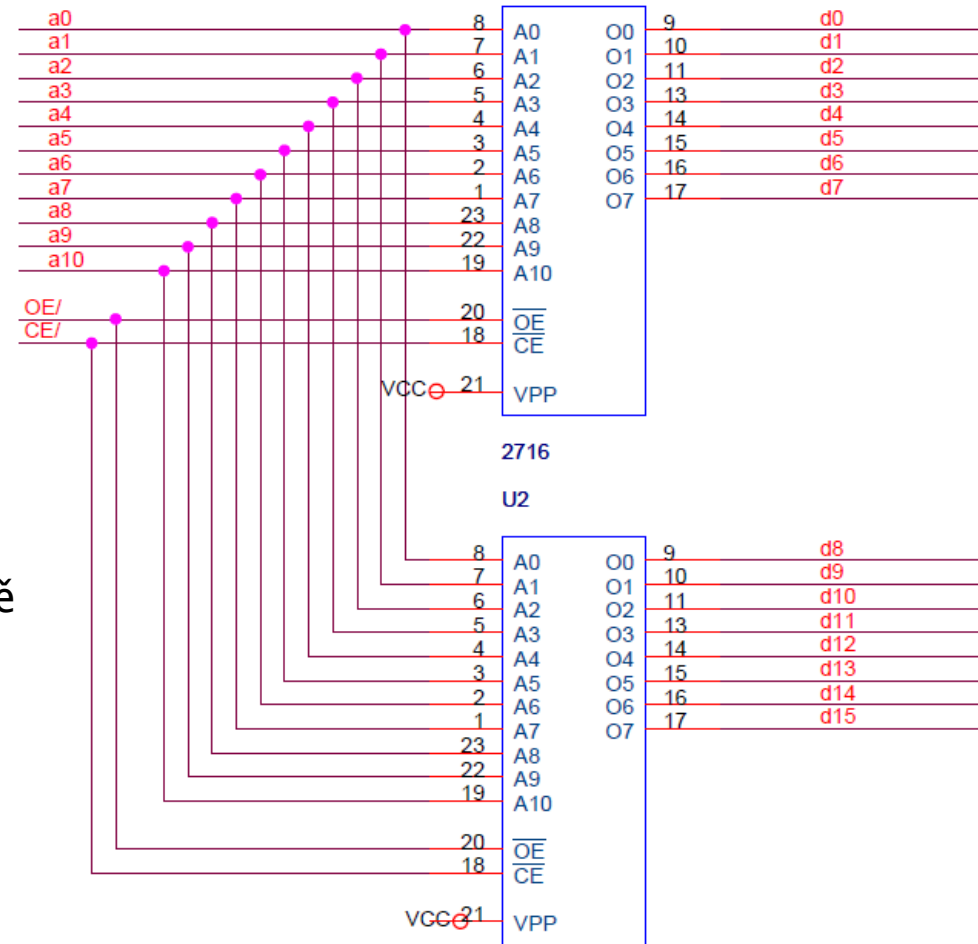 a0 8 A0 O0 9 d0
a1 7 A1 O1 10 d1
a2 6 A2 O2 11 d2
a3 5 A3 O3 13 d3
a4 4 A4 O4 14 d4
a5 3 A5 O5 15 d5
a6 2 A6 O6 16 d6
a7 1 A7 O7 17 d7
a8 23 A8
a9 22 A9
a10 19 A10
OE/ 20 OE
CE/ 18 CE
VCC 21 VPP
2716
U2
8 A0 O0 9 d8
7 A1 O1 10 d9
ě
6 A2 O2 11 d10
5 A3 O3 13 d11
4 A4 O4 14 d12
3 A5 O5 15 d13
2 A6 O6 16 d14
1 A7 O7 17 d15
23 A8
22 A9
19 A10
20 OE
18 CE
VCC 21 VPP